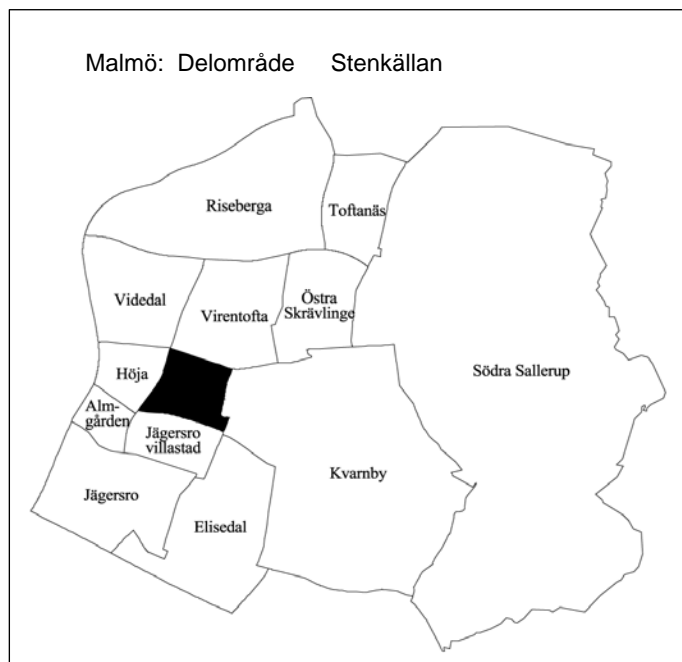 Malmö: Delområde Stenkällan
Riseberga
Toftanäs
Videdal
Virentofta
Östra
Skrävlinge
Södra Sallerup
Höja
Alm-
gården
Jägersro
villastad
Kvarnby
Jägersro
Elisedal